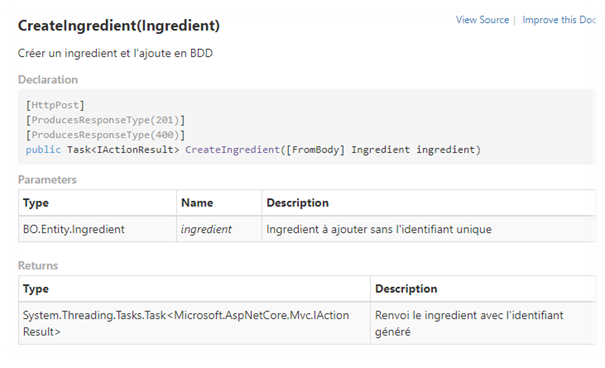 CreateIngredient(Ingredient)
View Source | Improve this Doc
Créer un ingredient et l'ajoute en BDD
Declaration
[HttpPost]
[ProducesResponseType(201)]
[ProducesResponseType(400)]
public Task<IActionResult> CreateIngredient([FromBody] Ingredient ingredient)
Parameters
Type Name Description
BO.Entity.Ingredient ingredient Ingredient à ajouter sans l'identifiant unique
Returns
Type Description
System.Threading.Tasks.Task<Microsoft.AspNetCore.Mvc.IAction Renvoi le ingredient avec l'identifiant
Result> généré